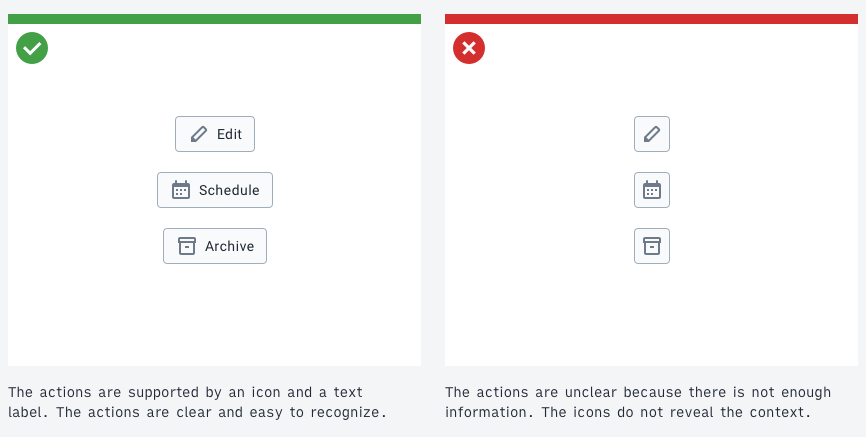 Edit
Schedule
Archive
The actions are supported by an icon and a text
label. The actions are clear and easy to recognize.
The actions are unclear because there is not enough
information. The icons do not reveal the context.